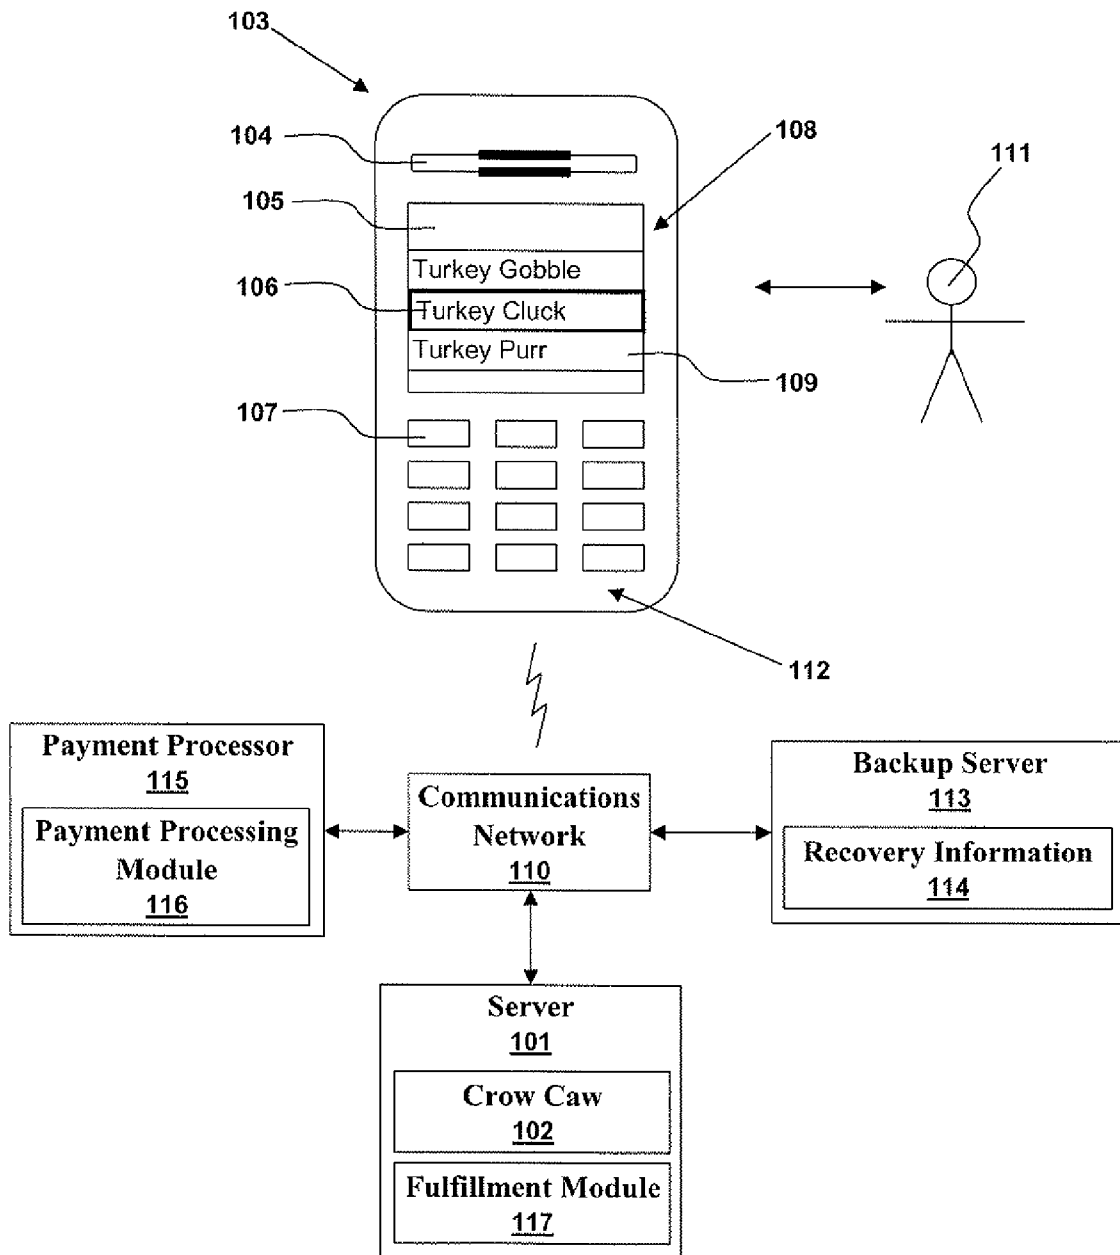 103
104
108
111
105
Turkey Gobble
106
Turkey Cluck
Turkey Purr
109
107
112
Payment Processor
115
Payment Processing
Module
116
Communications
Network
110
Backup Server
113
Recovery Information
114
Server
101
Crow Caw
102
Fulfillment Module
117